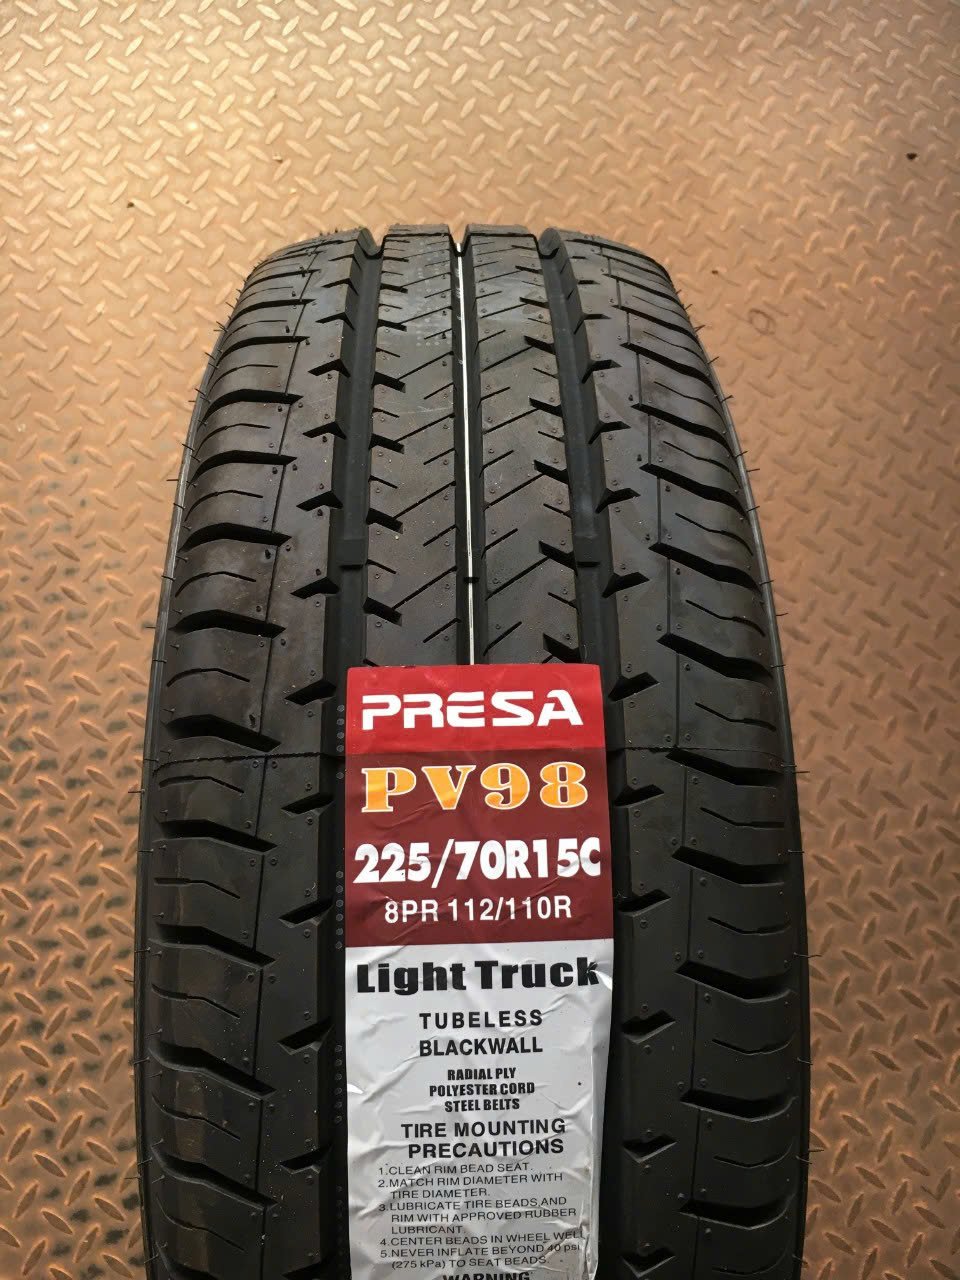 PRESA
PV98
225/70R15C
8PR 112/110R
Light Truck
TUBELESS
BLACKWALL
RADIAL PLY
POLYESTER CORD
STEEL BELTS
TIRE MOUNTING
PRECAUTIONS
1.CLEAN RIM BEAD SEAT.
2.MATCH RIM DIAMETER WITH
TIRE DIAMETER.
3.LUBRICATE TIRE BEADS AND
RIM WITH APPROVED RUBBER
LUBRICANT.
4.CENTER BEADS IN WHEEL WELL
5.NEVER INFLATE BEYOND 40 psi
(275 kPa) TO SEAT BEADS.
WARNING